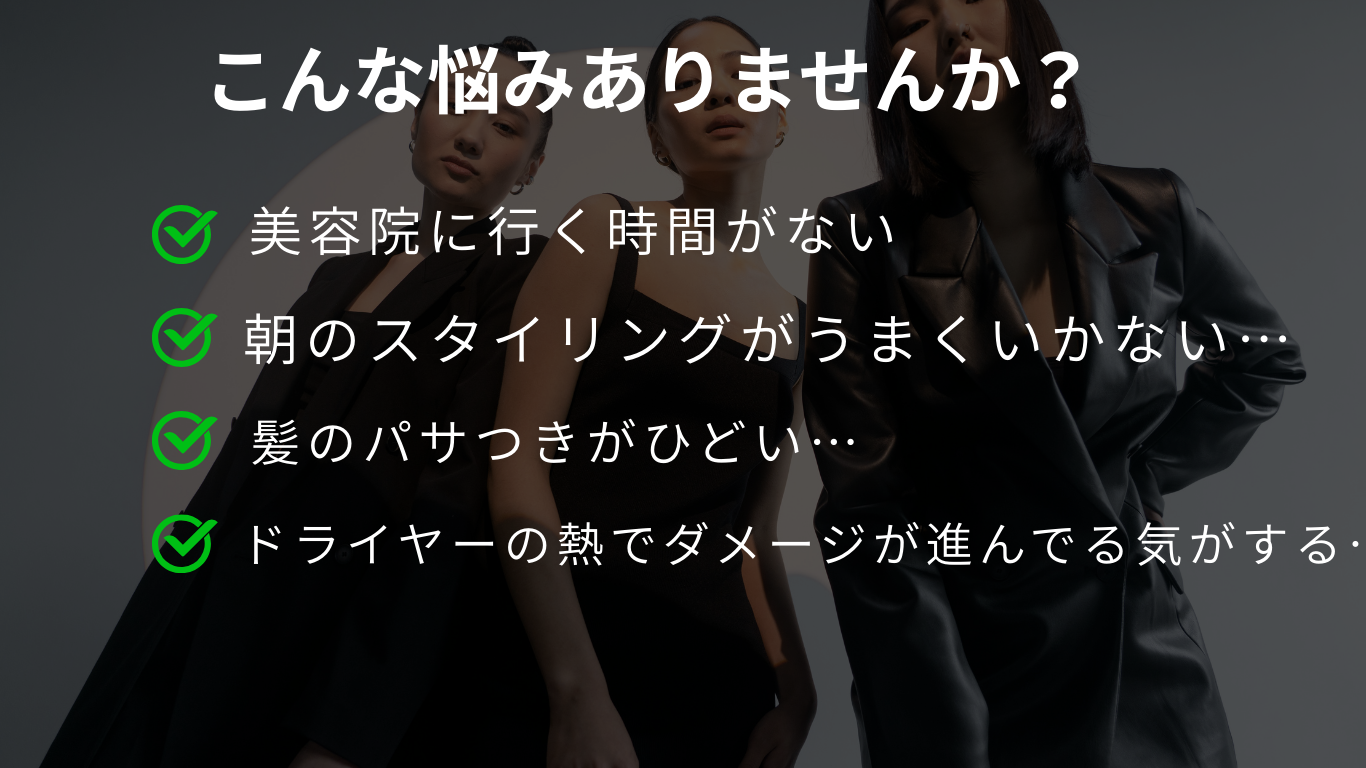 こんな悩みありませんか？
美容院に行く時間がない
朝のスタイリングがうまくいかない…
髪のパサつきがひどい…
ドライヤーの熱でダメージが進んでる気がする…